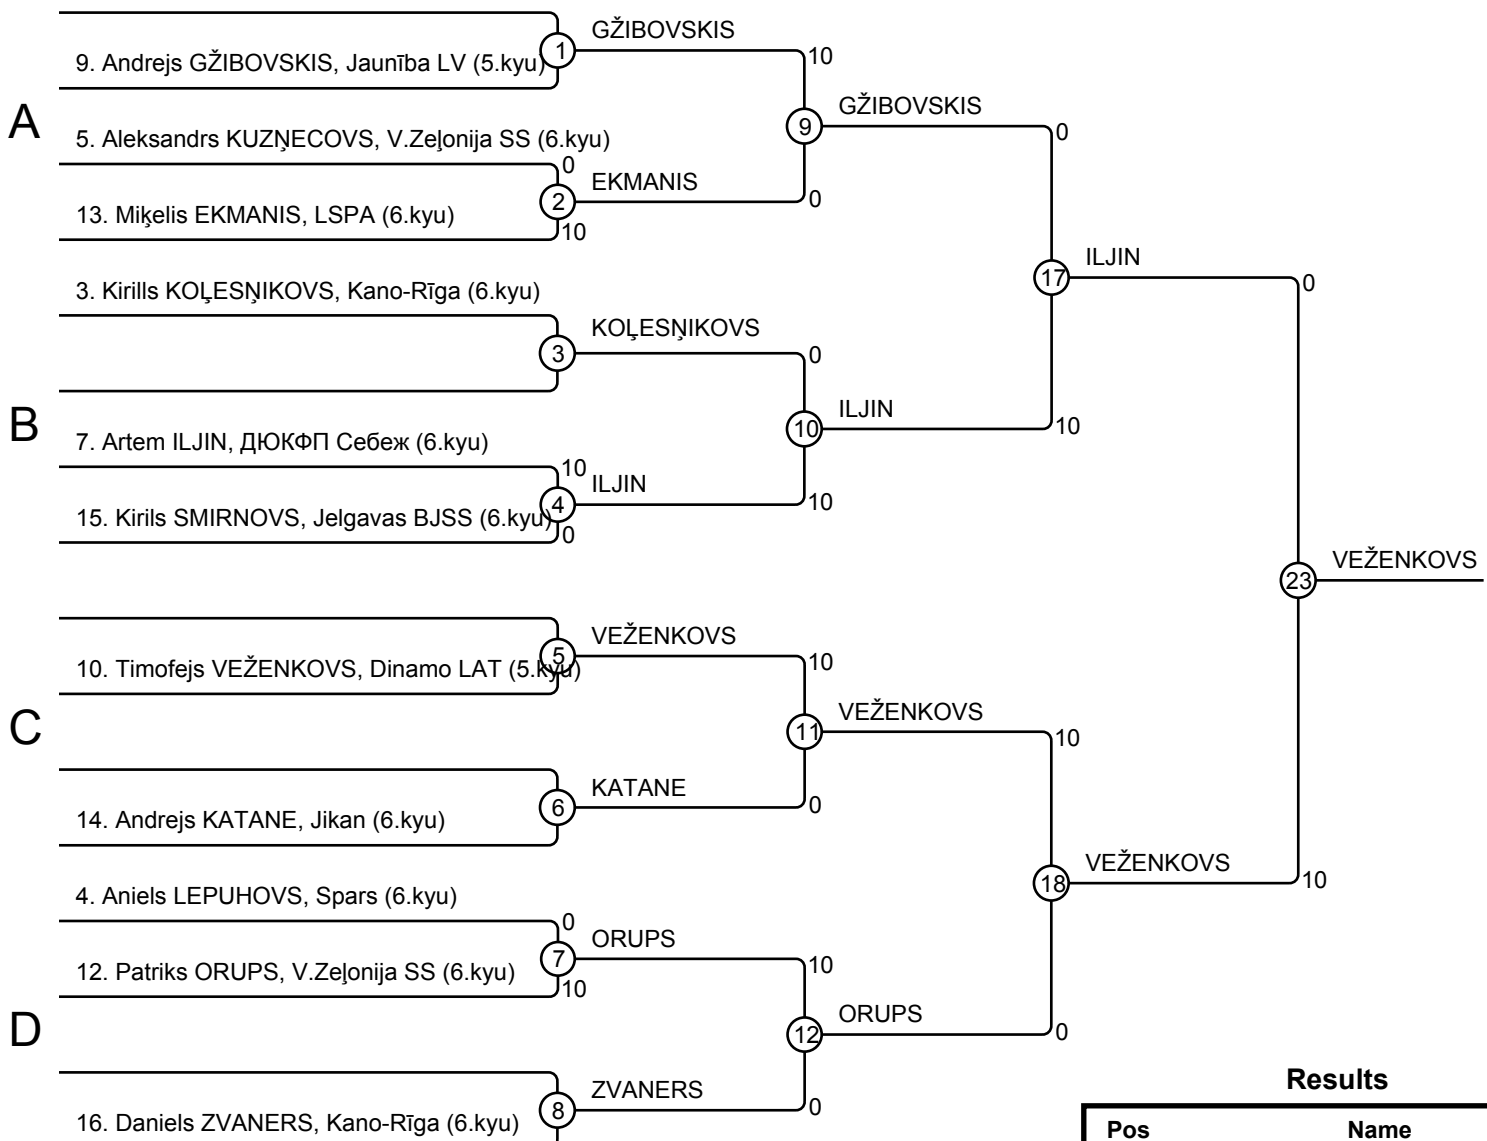 GŽIBOVSKIS
1
10
9. Andrejs GŽIBOVSKIS, Jaunība LV (5.kyu)
A
9
GŽIBOVSKIS
0
5. Aleksandrs KUZŅECOVS, V.Zeļonija SS (6.kyu)
0
EKMANIS
2
0
13. Miķelis EKMANIS, LSPA (6.kyu)
10
ILJIN
17
0
3. Kirills KOĻESŅIKOVS, Kano-Rīga (6.kyu)
KOĻESŅIKOVS
3
0
B
ILJIN
10
10
7. Artem ILJIN, ДЮКФП Себеж (6.kyu)
10
ILJIN
4
10
15. Kirils SMIRNOVS, Jelgavas BJSS (6.kyu)
0
VEŽENKOVS
23
VEŽENKOVS
5
10
10. Timofejs VEŽENKOVS, Dinamo LAT (5.kyu)
C
VEŽENKOVS
11
10
KATANE
6
0
14. Andrejs KATANE, Jikan (6.kyu)
VEŽENKOVS
18
10
4. Aniels LEPUHOVS, Spars (6.kyu)
0
ORUPS
7
10
12. Patriks ORUPS, V.Zeļonija SS (6.kyu)
10
D
ORUPS
12
0
ZVANERS
8
0
16. Daniels ZVANERS, Kano-Rīga (6.kyu)
Results
Pos Name